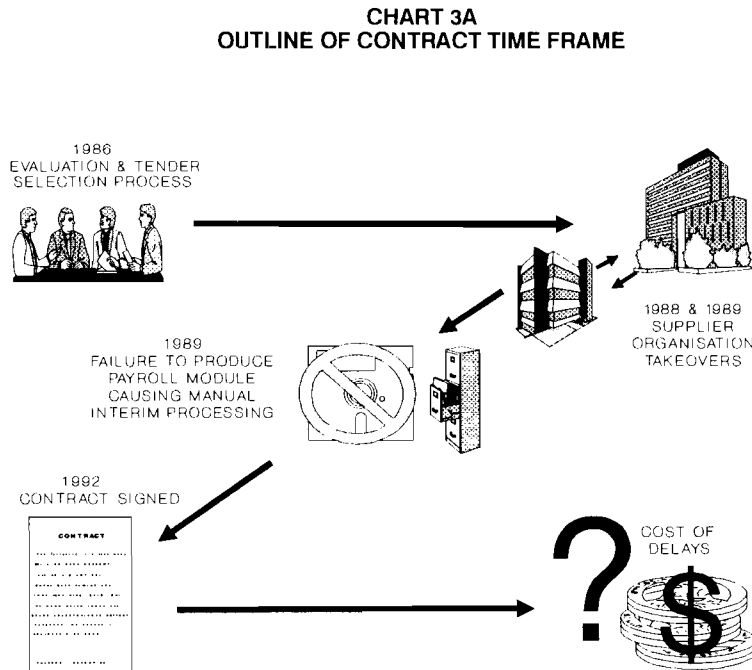 CHART 3A
OUTLINE OF CONTRACT TIME FRAME
1986
EVALUATION & TENDER
SELECTION PROCESS
1988 & 1989
SUPPLIER
ORGANISATION
TAKEOVERS
1989
FAILURE TO PRODUCE
PAYROLL MODULE
CAUSING MANUAL
INTERIM PROCESSING
1992
CONTRACT SIGNED
CONTRACT
?
COST OF
DELAYS
$